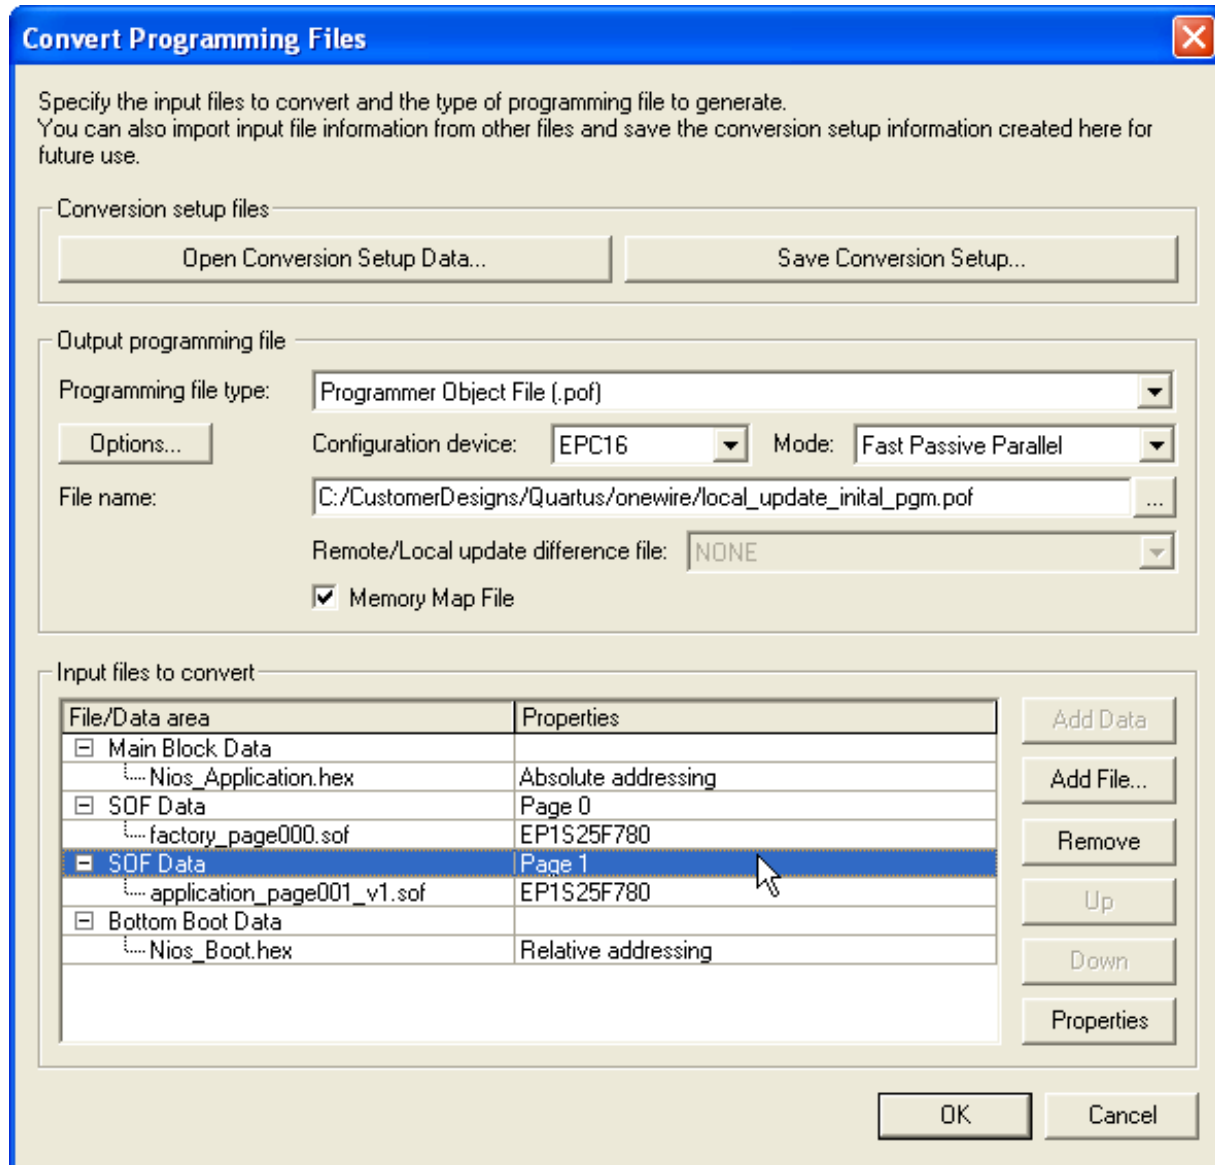 Convert Programming Files
Specify the input files to convert and the type of programming file to generate.
You can also import input file information from other files and save the conversion setup information created here for
future use.
Conversion setup files
Open Conversion Setup Data... Save Conversion Setup...
Output programming file
Programming file type: Programmer Object File (.pof)
Options... Configuration device: EPC16 Mode: Fast Passive Parallel
File name: C:/CustomerDesigns/Quartus/onewire/local_update_inital_pgm.pof ...
Remote/Local update difference file: NONE
Memory Map File
Input files to convert
File/Data area Properties Add Data
Main Block Data
Nios_Application.hex Absolute addressing Add File...
SOF Data Page 0
factory_page000.sof EP1S25F780 Remove
SOF Data Page 1
application_page001_v1.sof EP1S25F780 Up
Bottom Boot Data
Nios_Boot.hex Relative addressing Down
Properties
OK Cancel